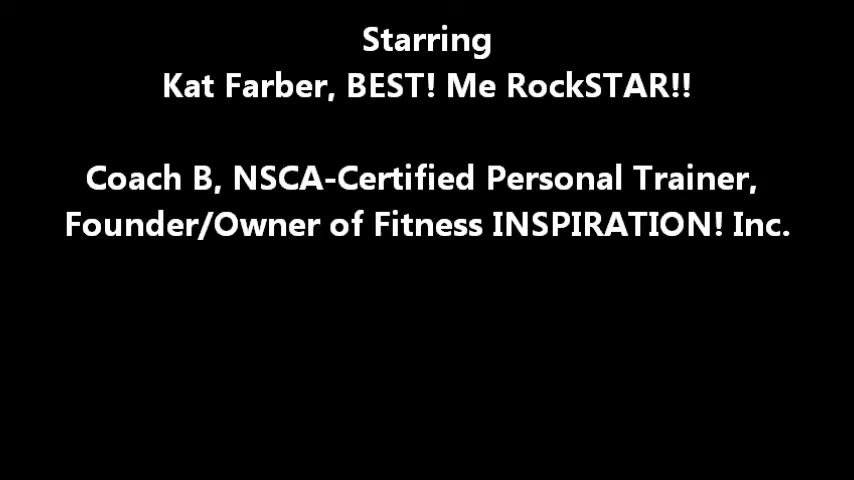 Starring
Kat Farber, BEST! Me RockSTAR!!
Coach B, NSCA-Certified Personal Trainer,
Founder/Owner of Fitness INSPIRATION! Inc.